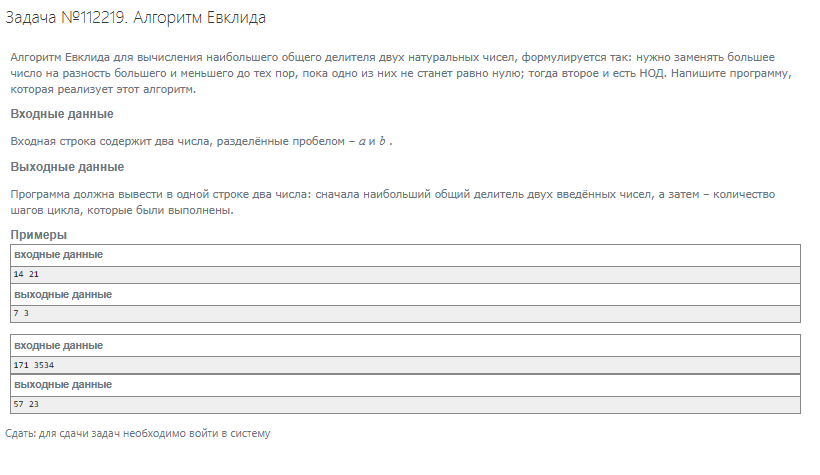 Задача №112219. Алгоритм Евклида
Алгоритм Евклида для вычисления наибольшего общего делителя двух натуральных чисел, формулируется так: нужно заменять большее
число на разность большего и меньшего до тех пор, пока одно из них не станет равно нулю; тогда второе и есть НОД. Напишите программу,
которая реализует этот алгоритм.
Входные данные
Входная строка содержит два числа, разделённые пробелом – a и b .
Выходные данные
Программа должна вывести в одной строке два числа: сначала наибольший общий делитель двух введённых чисел, а затем – количество
шагов цикла, которые были выполнены.
Примеры
входные данные
14 21
выходные данные
7 3
входные данные
171 3534
выходные данные
57 23
Сдать: для сдачи задач необходимо войти в систему